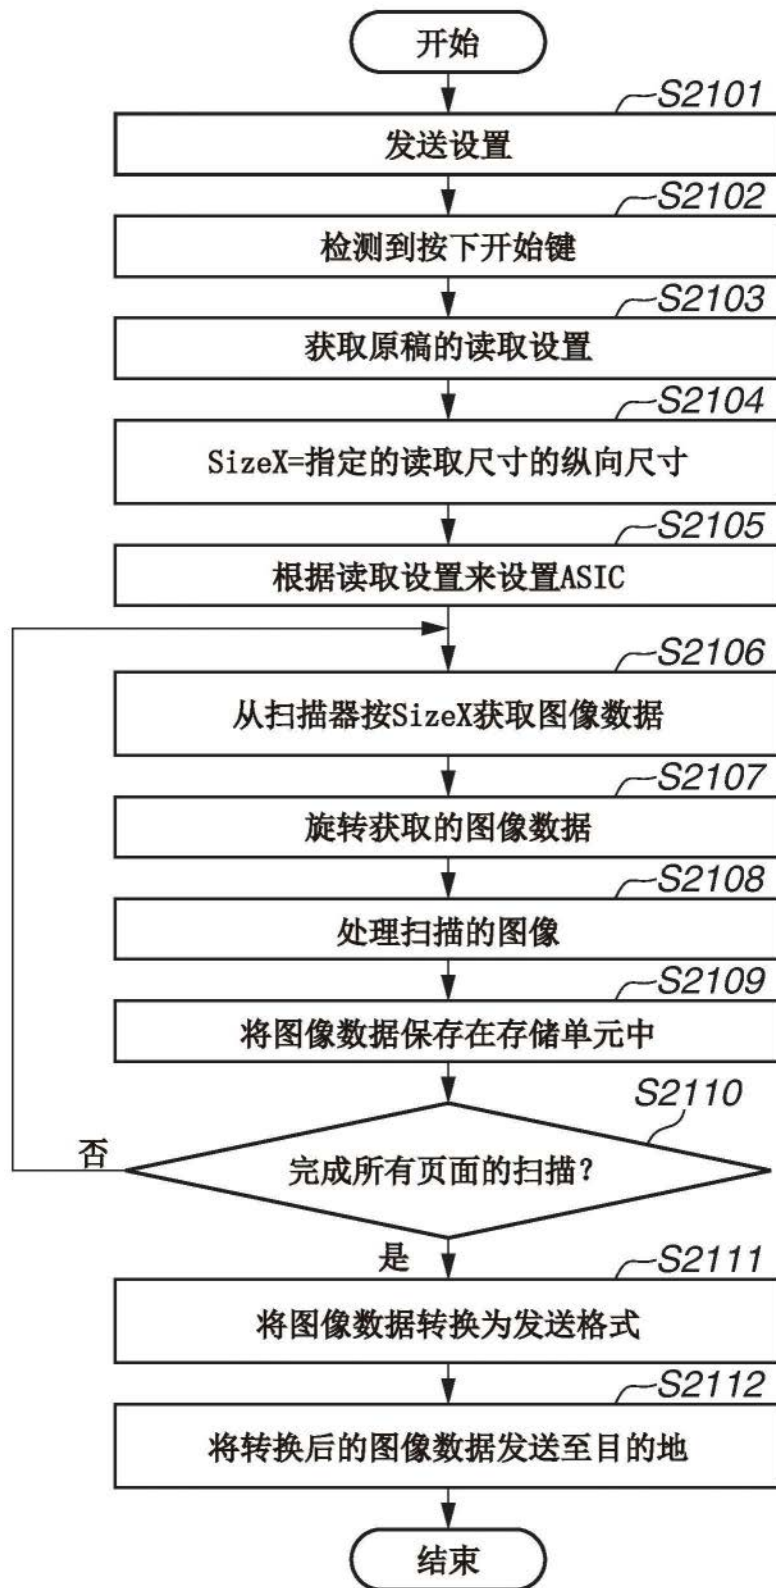 开始
S2101
发送设置
S2102
检测到按下开始键
S2103
获取原稿的读取设置
S2104
SizeX=指定的读取尺寸的纵向尺寸
S2105
根据读取设置来设置ASIC
S2106
从扫描器按SizeX获取图像数据
S2107
旋转获取的图像数据
S2108
处理扫描的图像
S2109
将图像数据保存在存储单元中
S2110
否
完成所有页面的扫描?
是
S2111
将图像数据转换为发送格式
S2112
将转换后的图像数据发送至目的地
结束